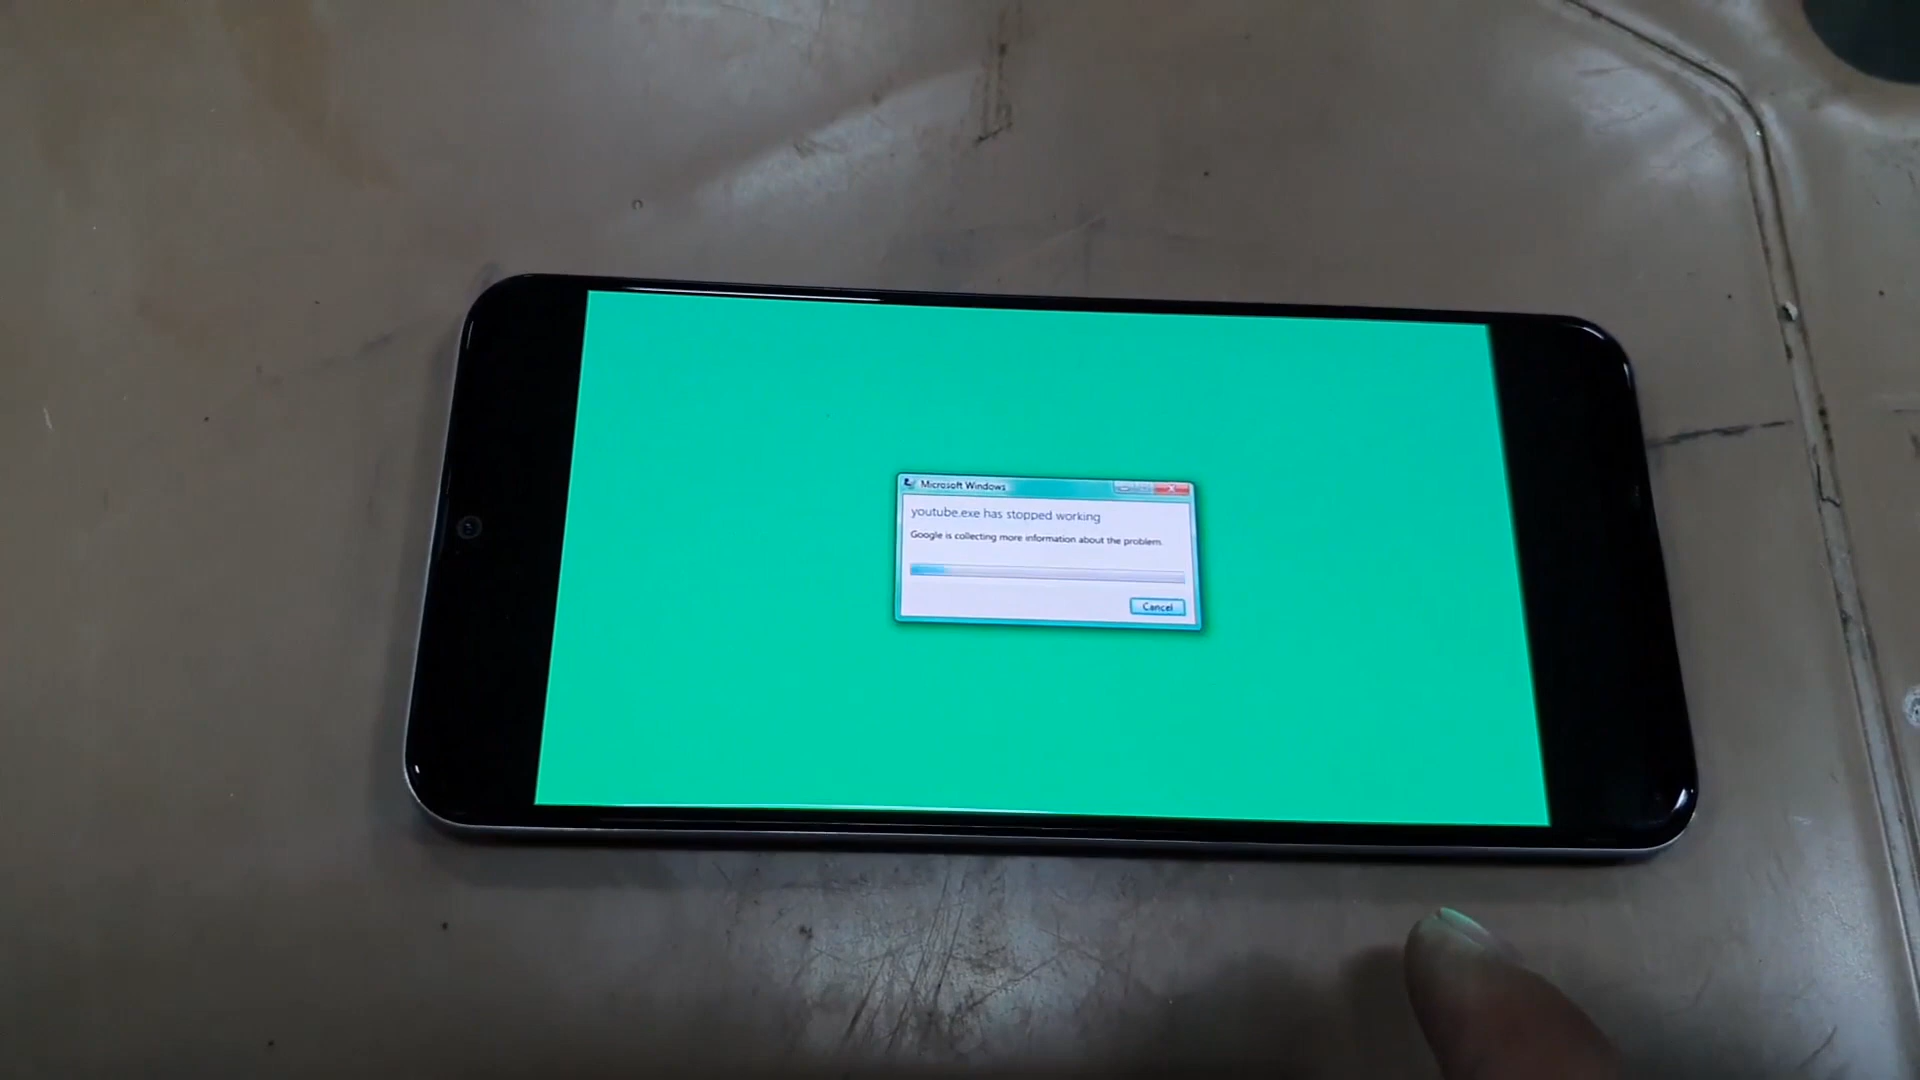 Microsoft Windows
youtube.exe has stopped working
Google is collecting more information about the problem.
Cancel